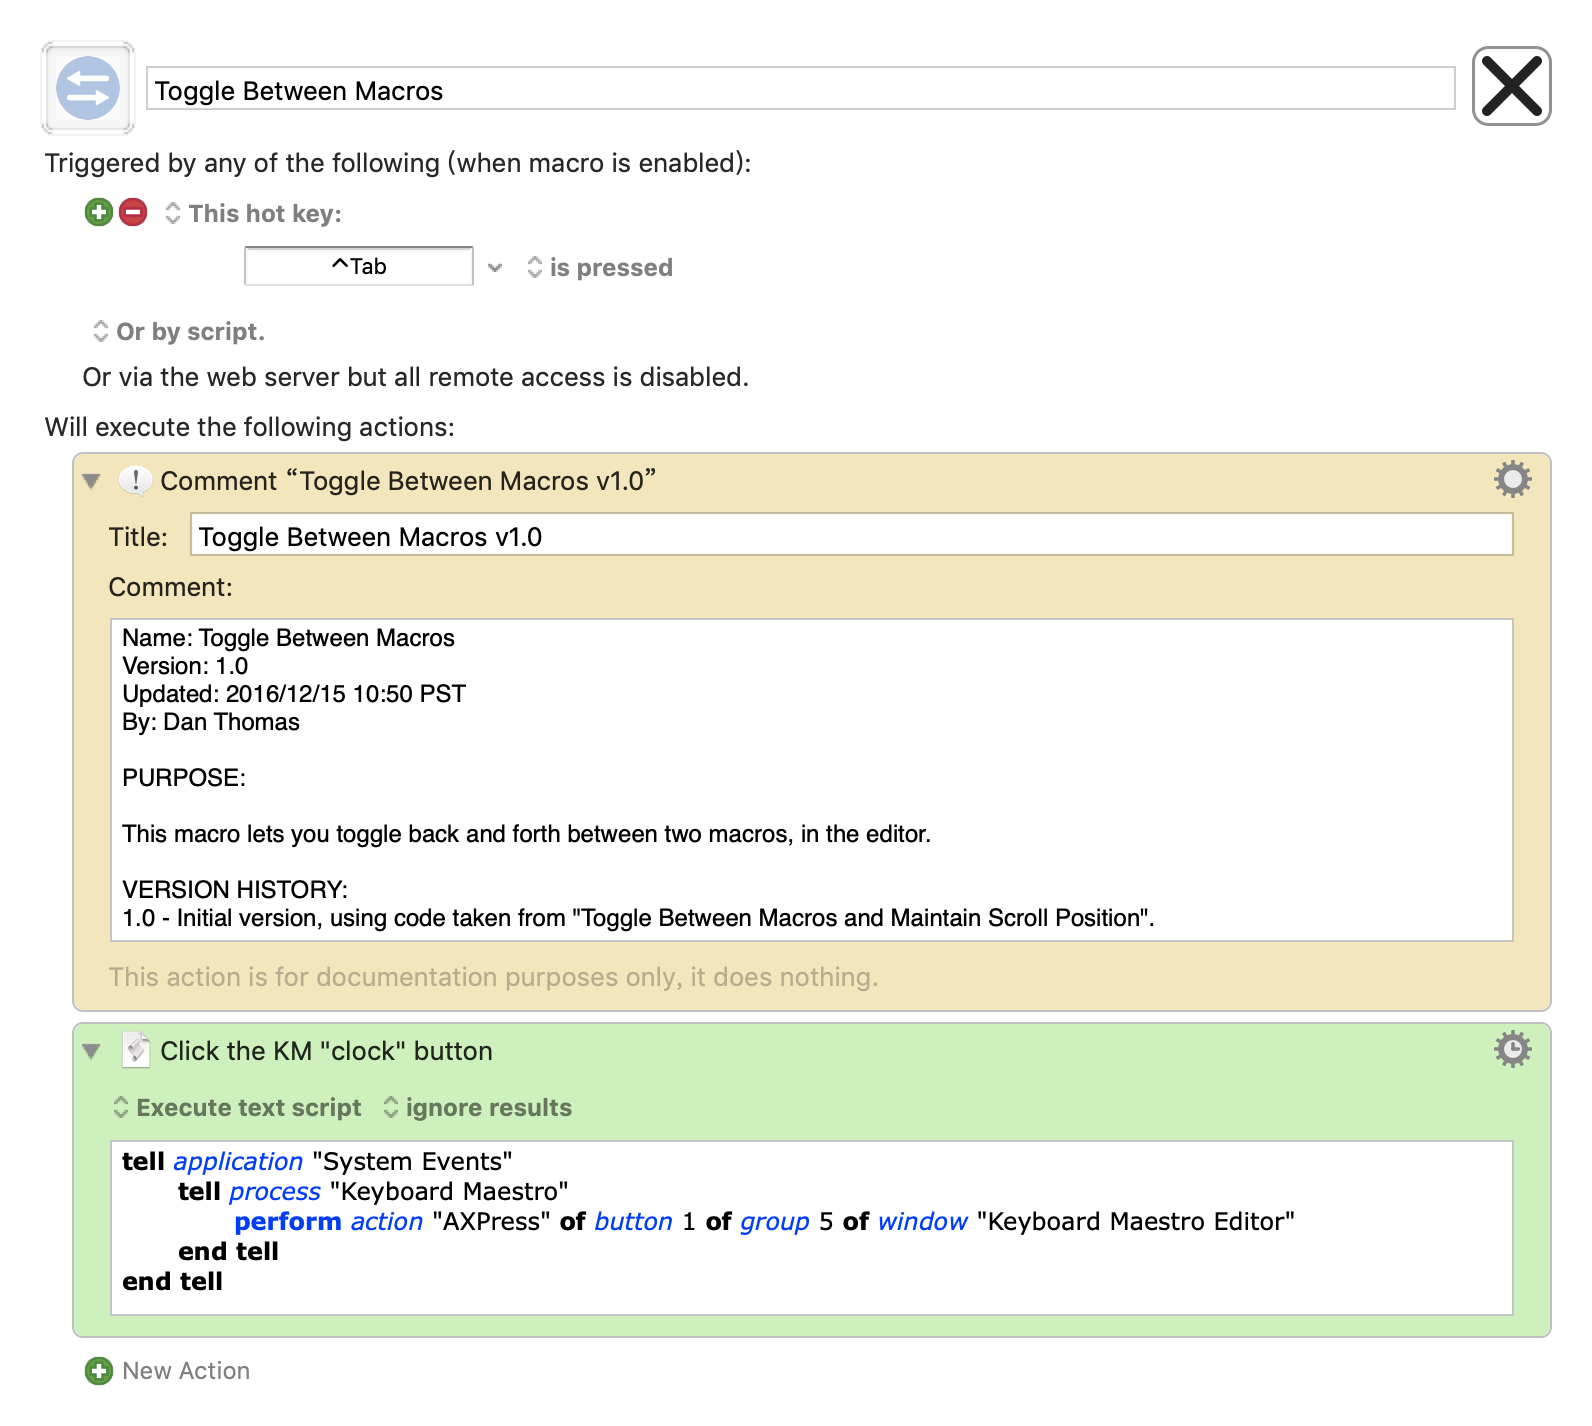 Toggle Between Macros
Triggered by any of the following (when macro is enabled):
This hot key:
^Tab
is pressed
Or by script.
Or via the web server but all remote access is disabled.
Will execute the following actions:
Comment “Toggle Between Macros v1.0”
Title: Toggle Between Macros v1.0
Comment:
Name: Toggle Between Macros
Version: 1.0
Updated: 2016/12/15 10:50 PST
By: Dan Thomas
PURPOSE:
This macro lets you toggle back and forth between two macros, in the editor.
VERSION HISTORY:
1.0 - Initial version, using code taken from "Toggle Between Macros and Maintain Scroll Position".
This action is for documentation purposes only, it does nothing.
Click the KM "clock" button
Execute text script ignore results
tell application "System Events"
tell process "Keyboard Maestro"
perform action "AXPress" of button 1 of group 5 of window "Keyboard Maestro Editor"
end tell
end tell
New Action